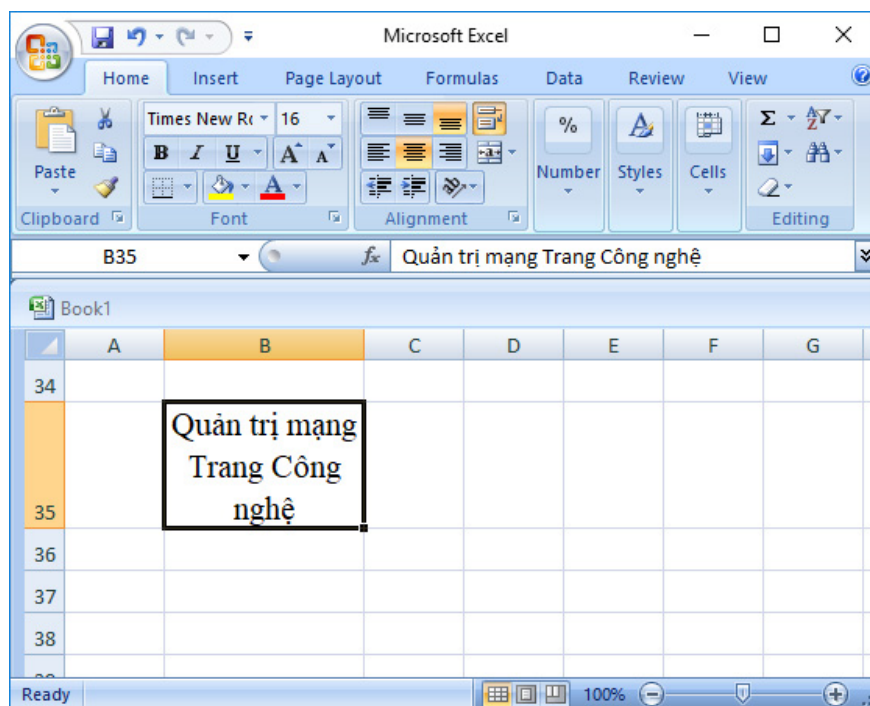 Microsoft Excel
Home Insert Page Layout Formulas Data Review View
Times New Ro 16
Paste
B I U A A
% Number
A Styles
Cells
Σ
Clipboard Font Alignment Editing
B35 fx Quản trị mạng Trang Công nghệ
Book1
A B C D E F G
34
Quản trị mạng
Trang Công
35 nghệ
36
37
38
Ready 100%